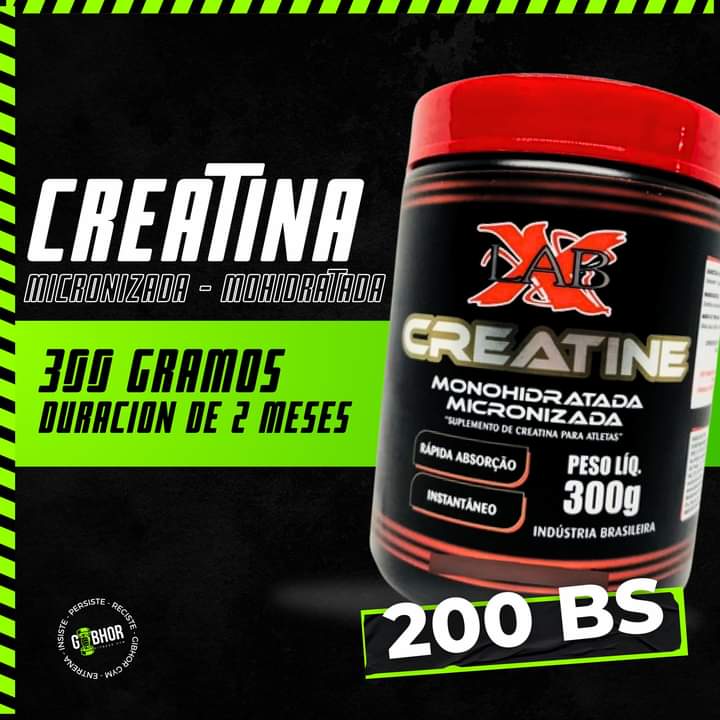 CREATINA
MICRONIZADA - MOHIDRATADA
300 GRAMOS
DURACION DE 2 MESES
X LAB
CREATINE
MONOHIDRATADA
MICRONIZADA
"SUPLEMENTO DE CREATINA PARA ATLETAS"
RÁPIDA ABSORÇÃO
INSTANTÂNEO
PESO LÍQ.
300g
INDÚSTRIA BRASILEIRA
200 BS
GIBHOR
ENTRENA - INSISTE - PERSISTE - RECISTE - GIBHOR GYM -